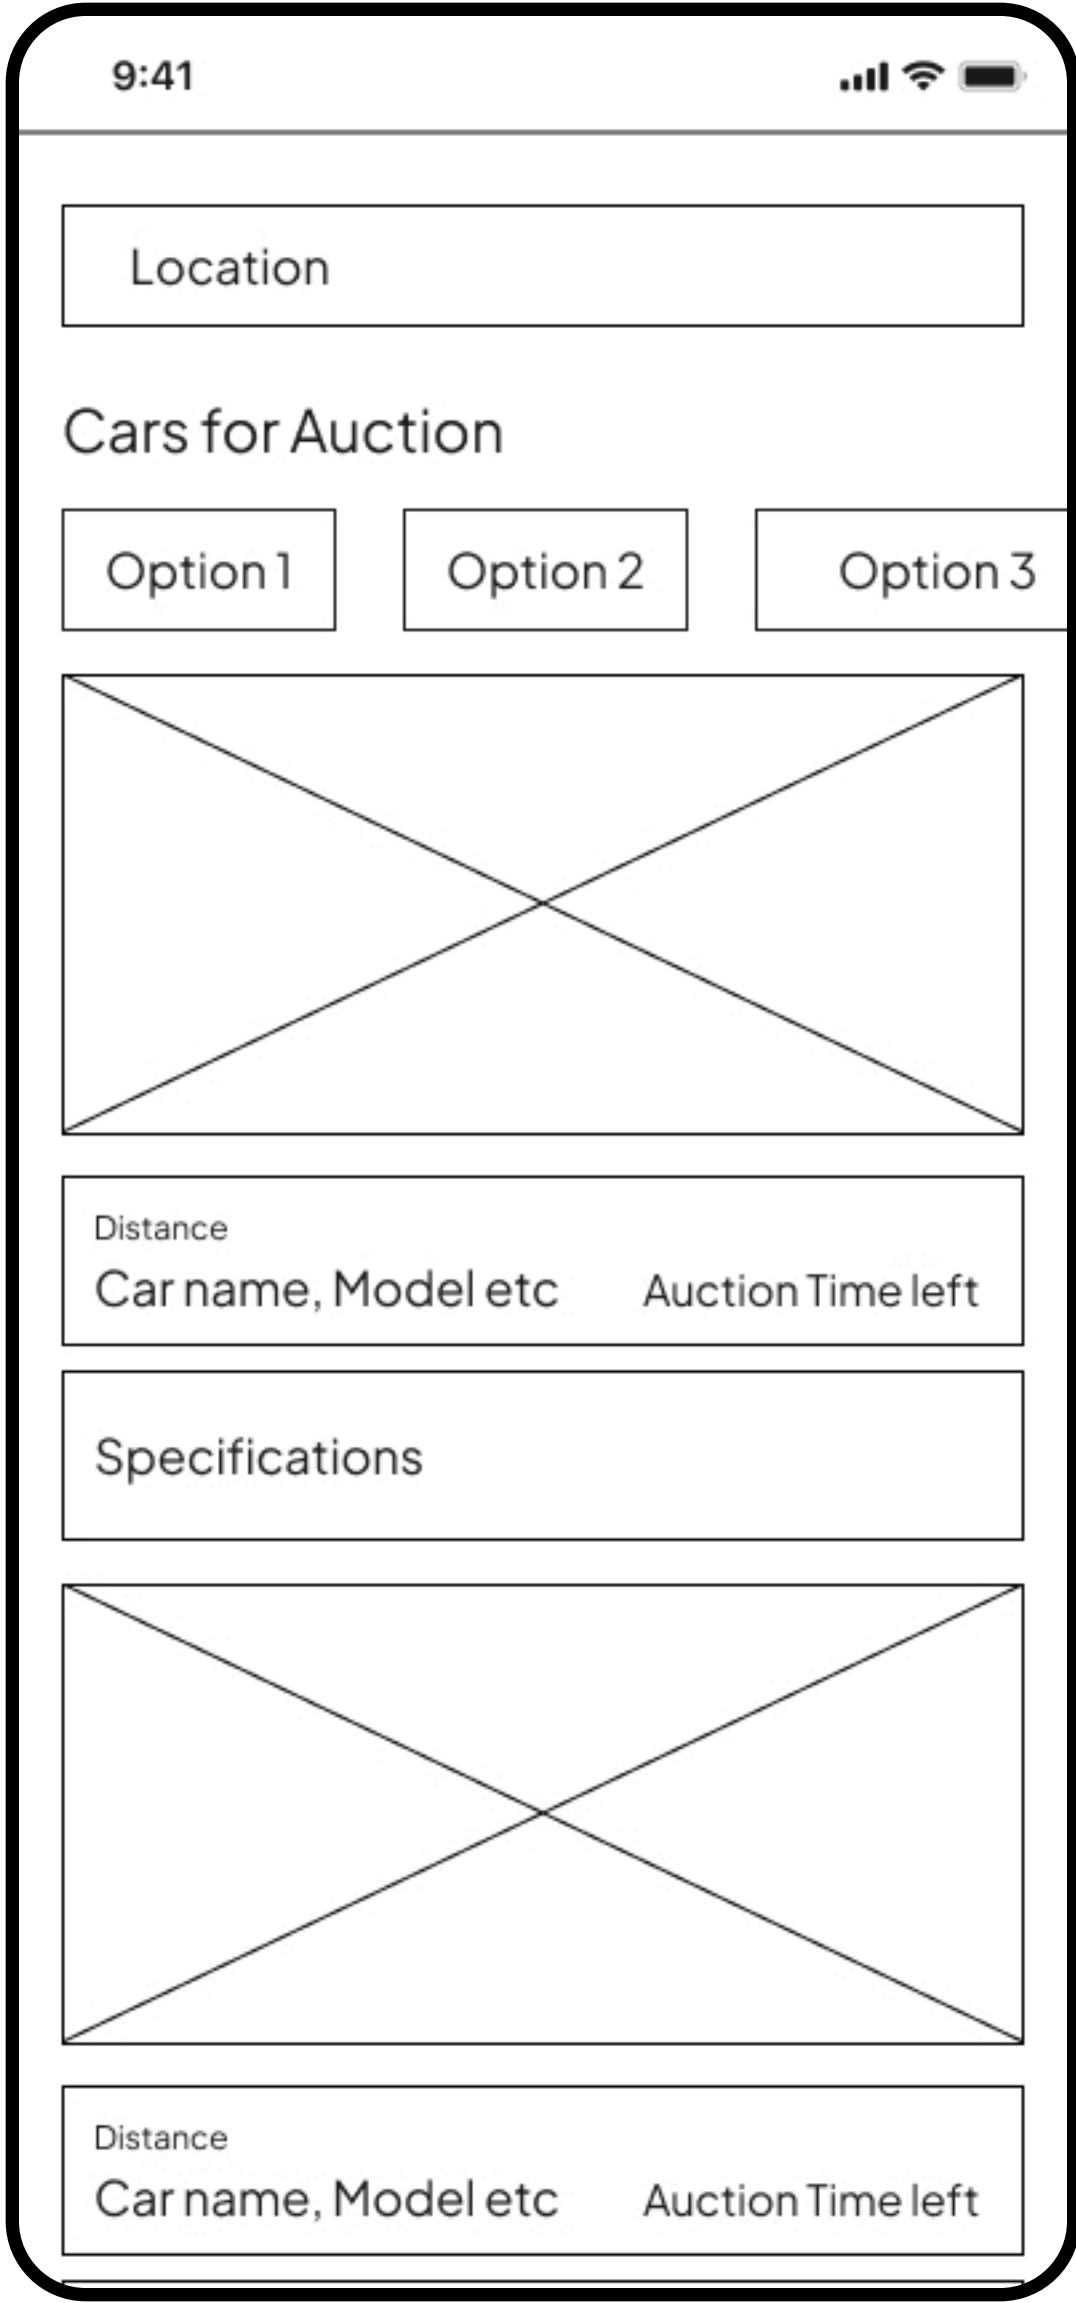 9:41
Location
Cars for Auction
Option 1 Option 2 Option 3
Distance
Car name, Model etc Auction Time left
Specifications
Distance
Car name, Model etc Auction Time left